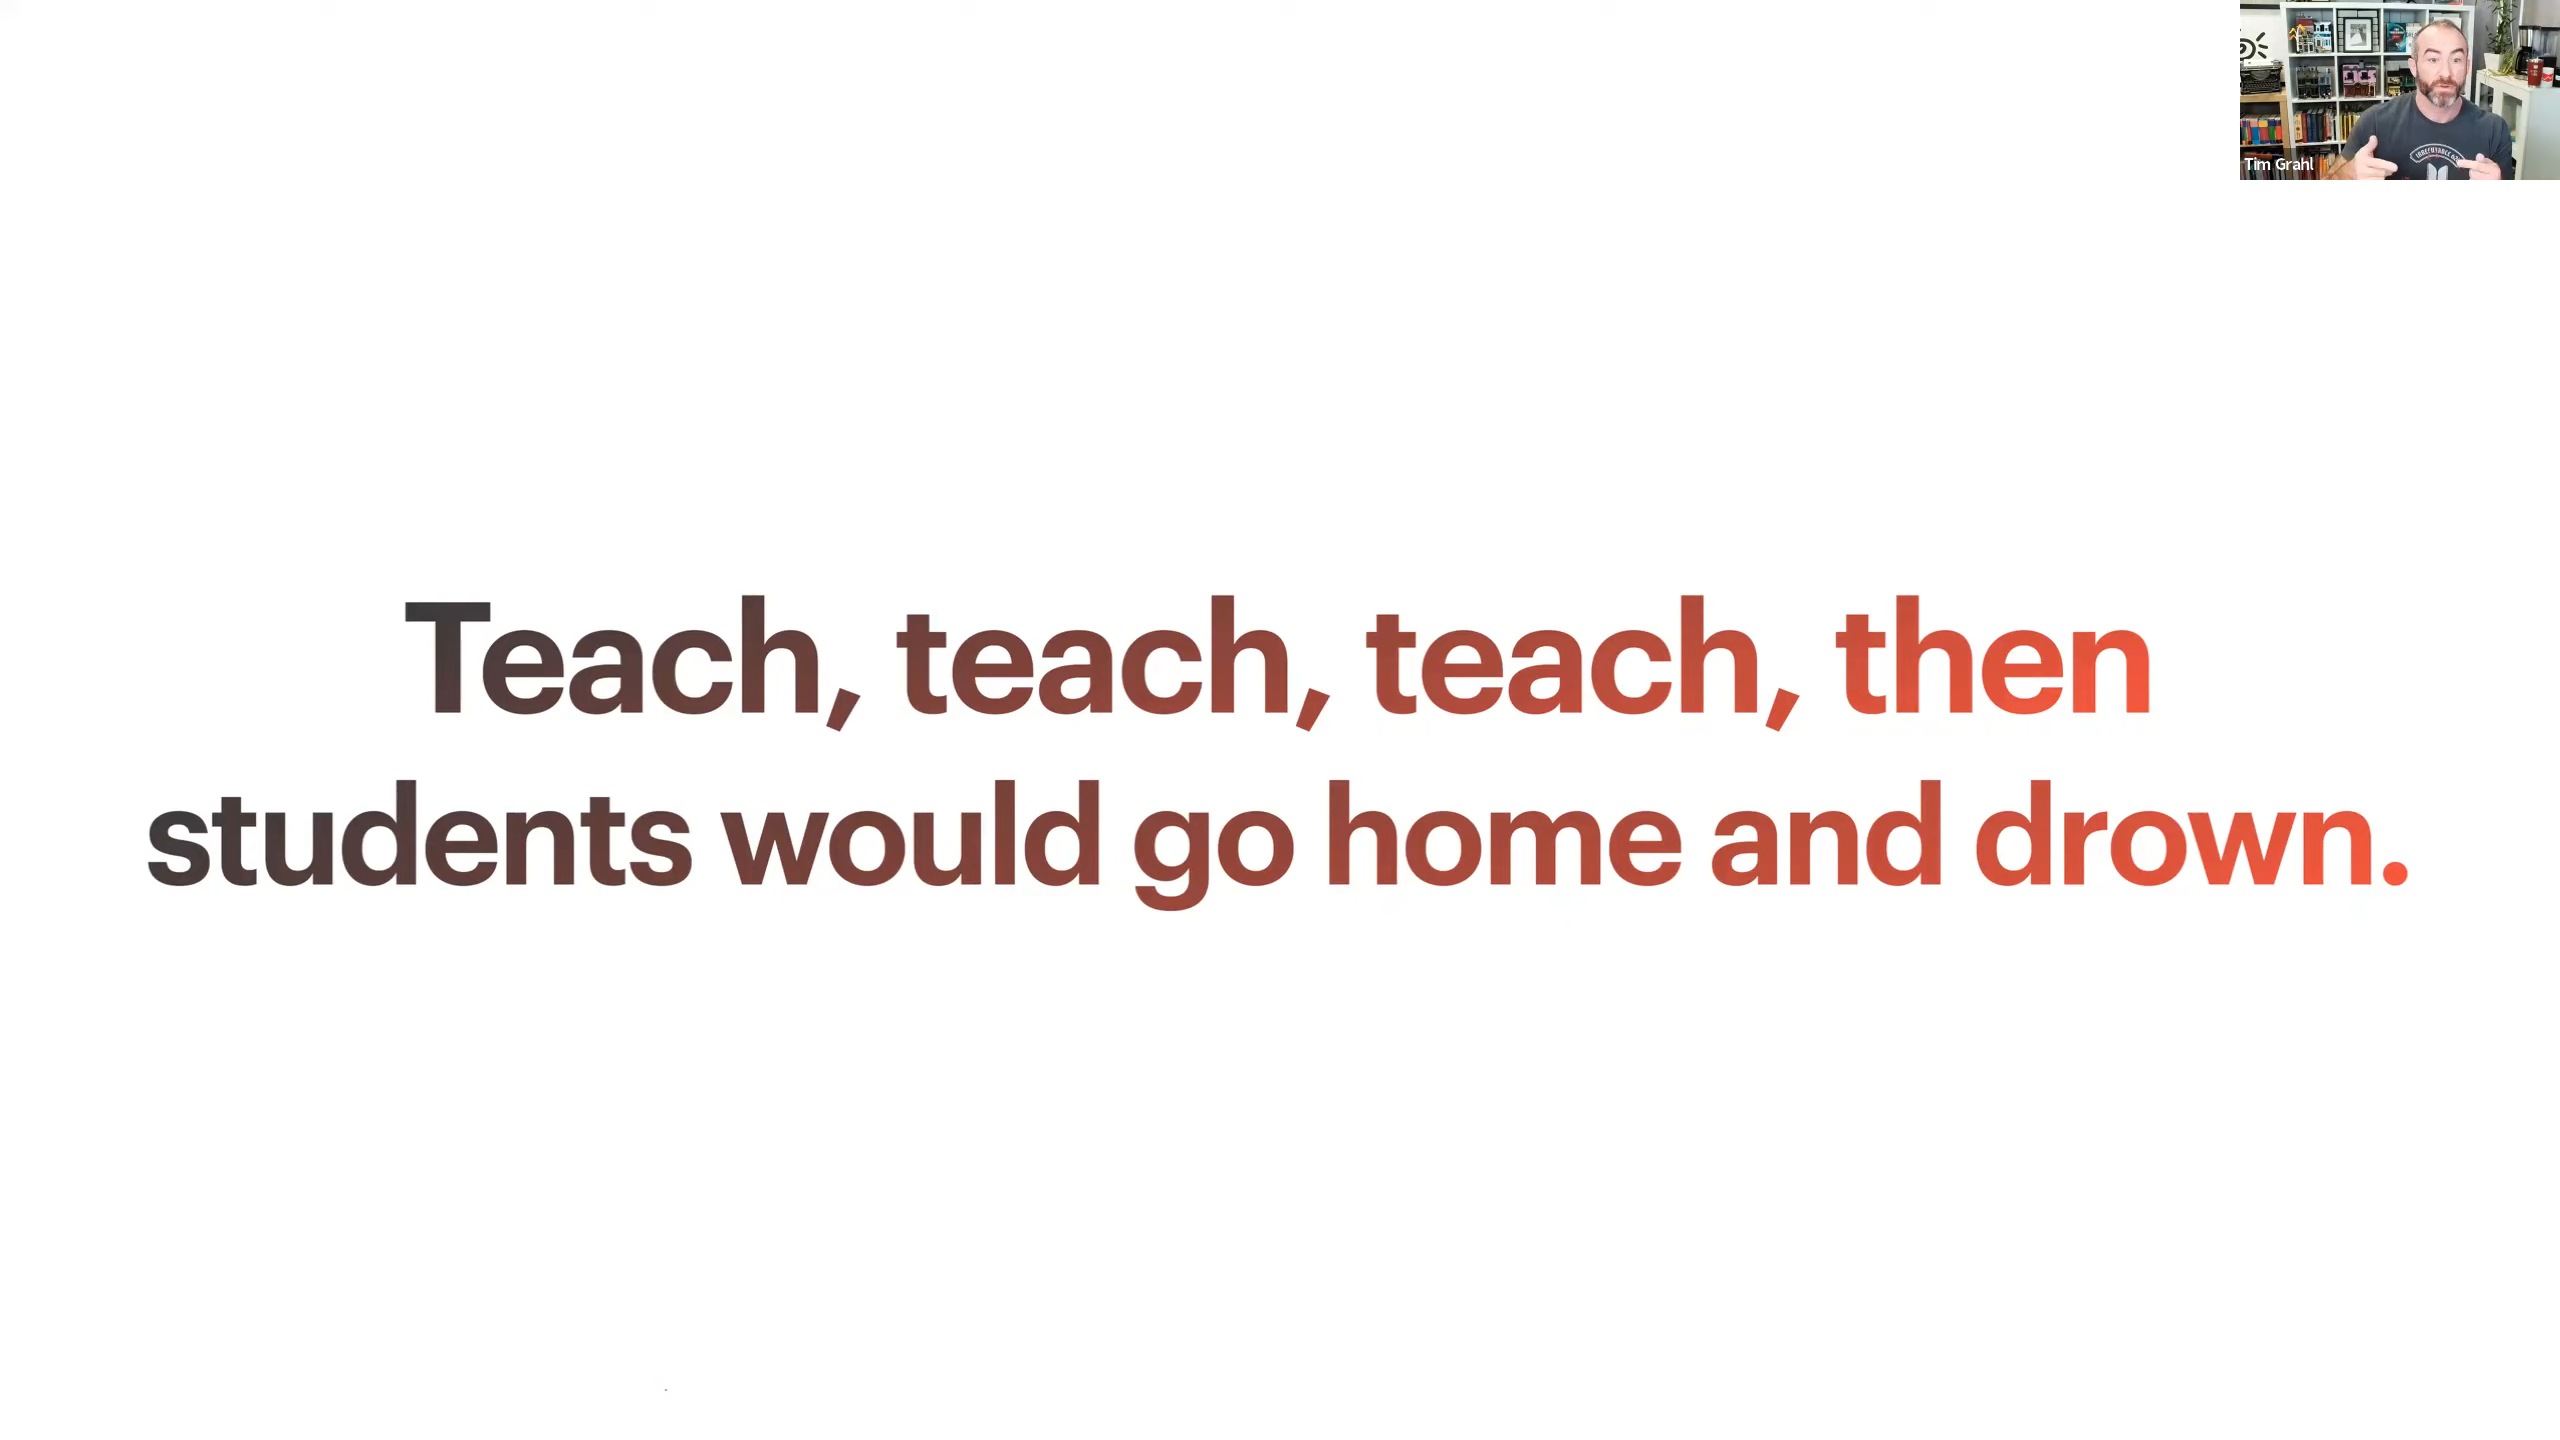 Tim Grahl
Teach, teach, teach, then
students would go home and drown.